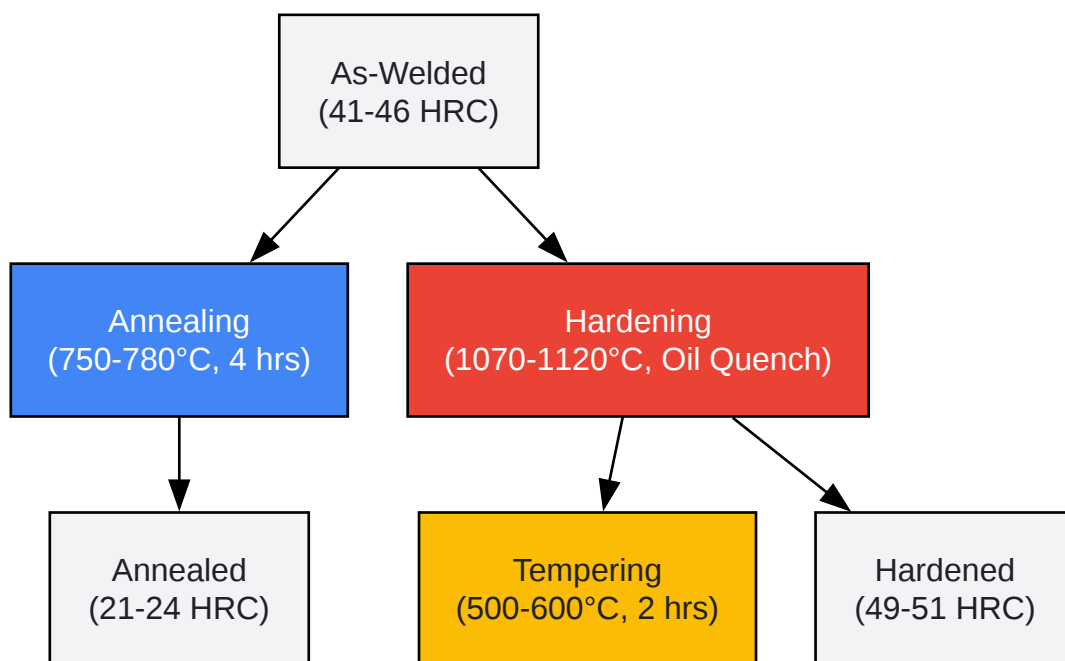 As-Welded
(41-46 HRC)
Annealing
(750-780°C, 4 hrs)
Hardening
(1070-1120°C, Oil Quench)
Annealed
(21-24 HRC)
Tempering
(500-600°C, 2 hrs)
Hardened
(49-51 HRC)